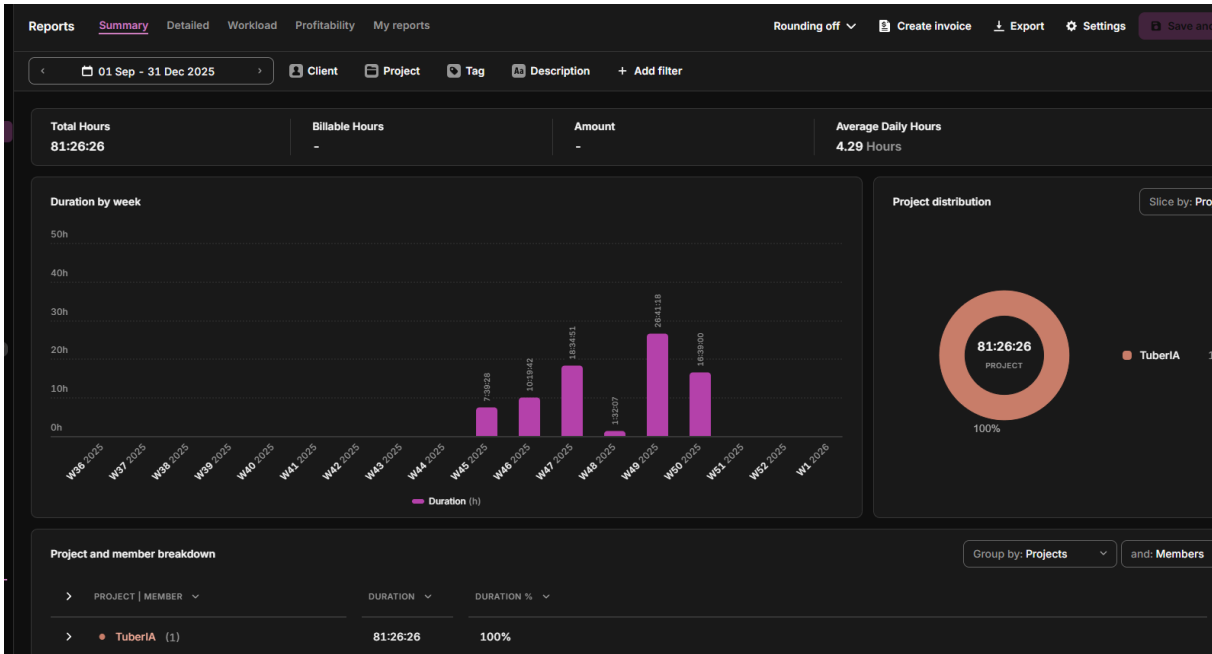 Reports Summary Detailed Workload Profitability My reports Rounding off Create invoice Export Settings Save and
01 Sep - 31 Dec 2025 Client Project Tag Description + Add filter
Total Hours Billable Hours Amount Average Daily Hours
81:26:26 - - 4.29 Hours
Duration by week
50h
40h
30h
20h
10h
0h
7:39:28
10:19:42
18:34:51
1:32:07
26:41:18
16:39:00
W36 2025 W37 2025 W38 2025 W39 2025 W40 2025 W41 2025 W42 2025 W43 2025 W44 2025 W45 2025 W46 2025 W47 2025 W48 2025 W49 2025 W50 2025 W51 2025 W52 2025 W1 2026
Duration (h)
Project distribution Slice by: Pro
81:26:26
PROJECT
100%
TuberIA 1
Project and member breakdown Group by: Projects and: Members
PROJECT | MEMBER DURATION DURATION %
TuberIA (1) 81:26:26 100%